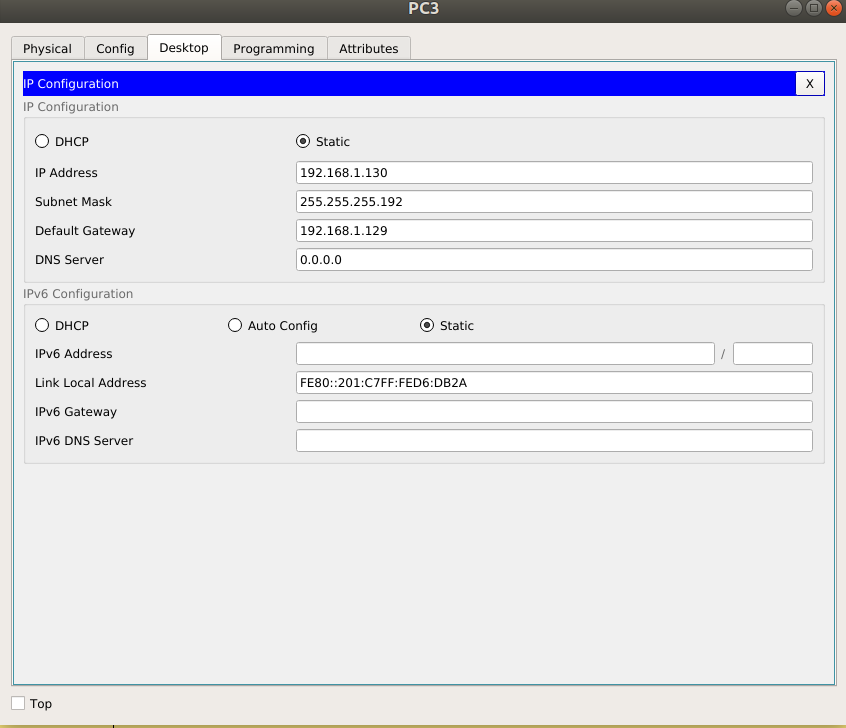 PC3
Physical Config Desktop Programming Attributes
IP Configuration X
IP Configuration
DHCP Static
IP Address 192.168.1.130
Subnet Mask 255.255.255.192
Default Gateway 192.168.1.129
DNS Server 0.0.0.0
IPv6 Configuration
DHCP Auto Config Static
IPv6 Address /
Link Local Address FE80::201:C7FF:FED6:DB2A
IPv6 Gateway
IPv6 DNS Server
Top